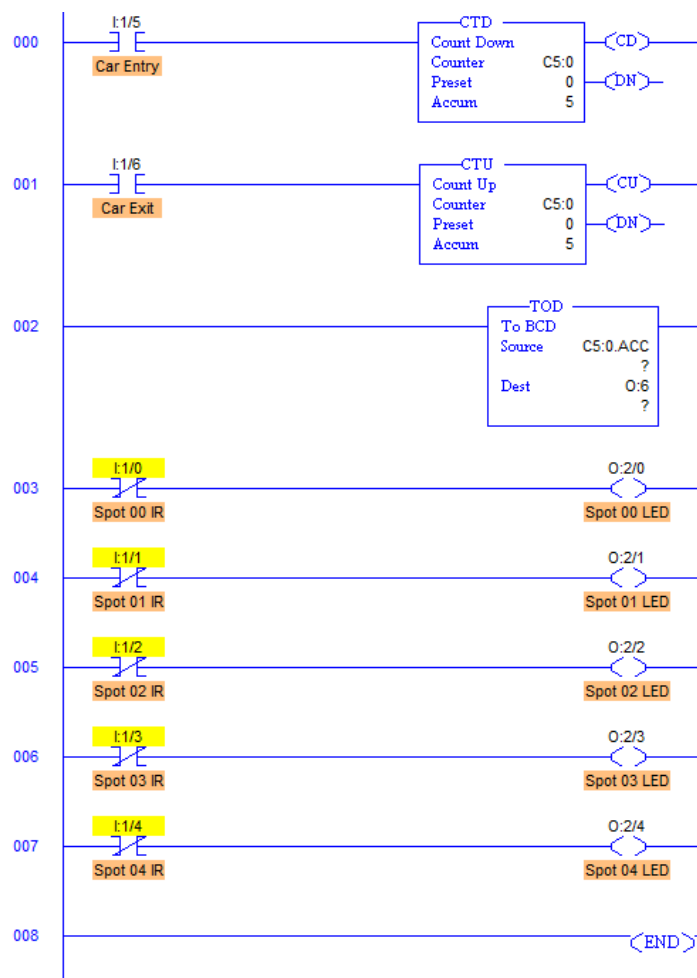 I:1/5
CTD
000
Count Down
CD
Car Entry
Counter C5:0
Preset 0
DN
Accum 5
I:1/6
CTU
001
Count Up
CU
Car Exit
Counter C5:0
Preset 0
DN
Accum 5
TOD
002
To BCD
Source C5:0.ACC
?
Dest O:6
?
I:1/0 O:2/0
003
Spot 00 IR Spot 00 LED
I:1/1 O:2/1
004
Spot 01 IR Spot 01 LED
I:1/2 O:2/2
005
Spot 02 IR Spot 02 LED
I:1/3 O:2/3
006
Spot 03 IR Spot 03 LED
I:1/4 O:2/4
007
Spot 04 IR Spot 04 LED
008
END